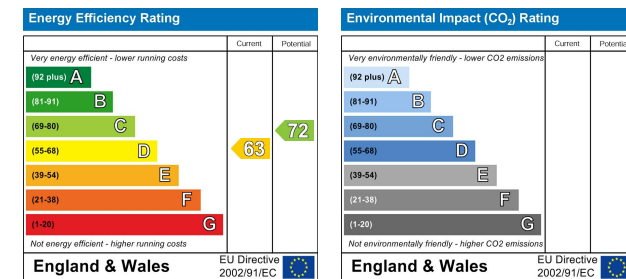 Energy Efficiency Rating
Current Potential
Very energy efficient - lower running costs
(92 plus) A
(81-91) B
(69-80) C
(55-68) D
(39-54) E
(21-38) F
(1-20) G
63
72
Not energy efficient - higher running costs
England & Wales
EU Directive
2002/91/EC
Environmental Impact (CO₂) Rating
Current Potential
Very environmentally friendly - lower CO2 emissions
(92 plus) A
(81-91) B
(69-80) C
(55-68) D
(39-54) E
(21-38) F
(1-20) G
Not environmentally friendly - higher CO2 emissions
England & Wales
EU Directive
2002/91/EC